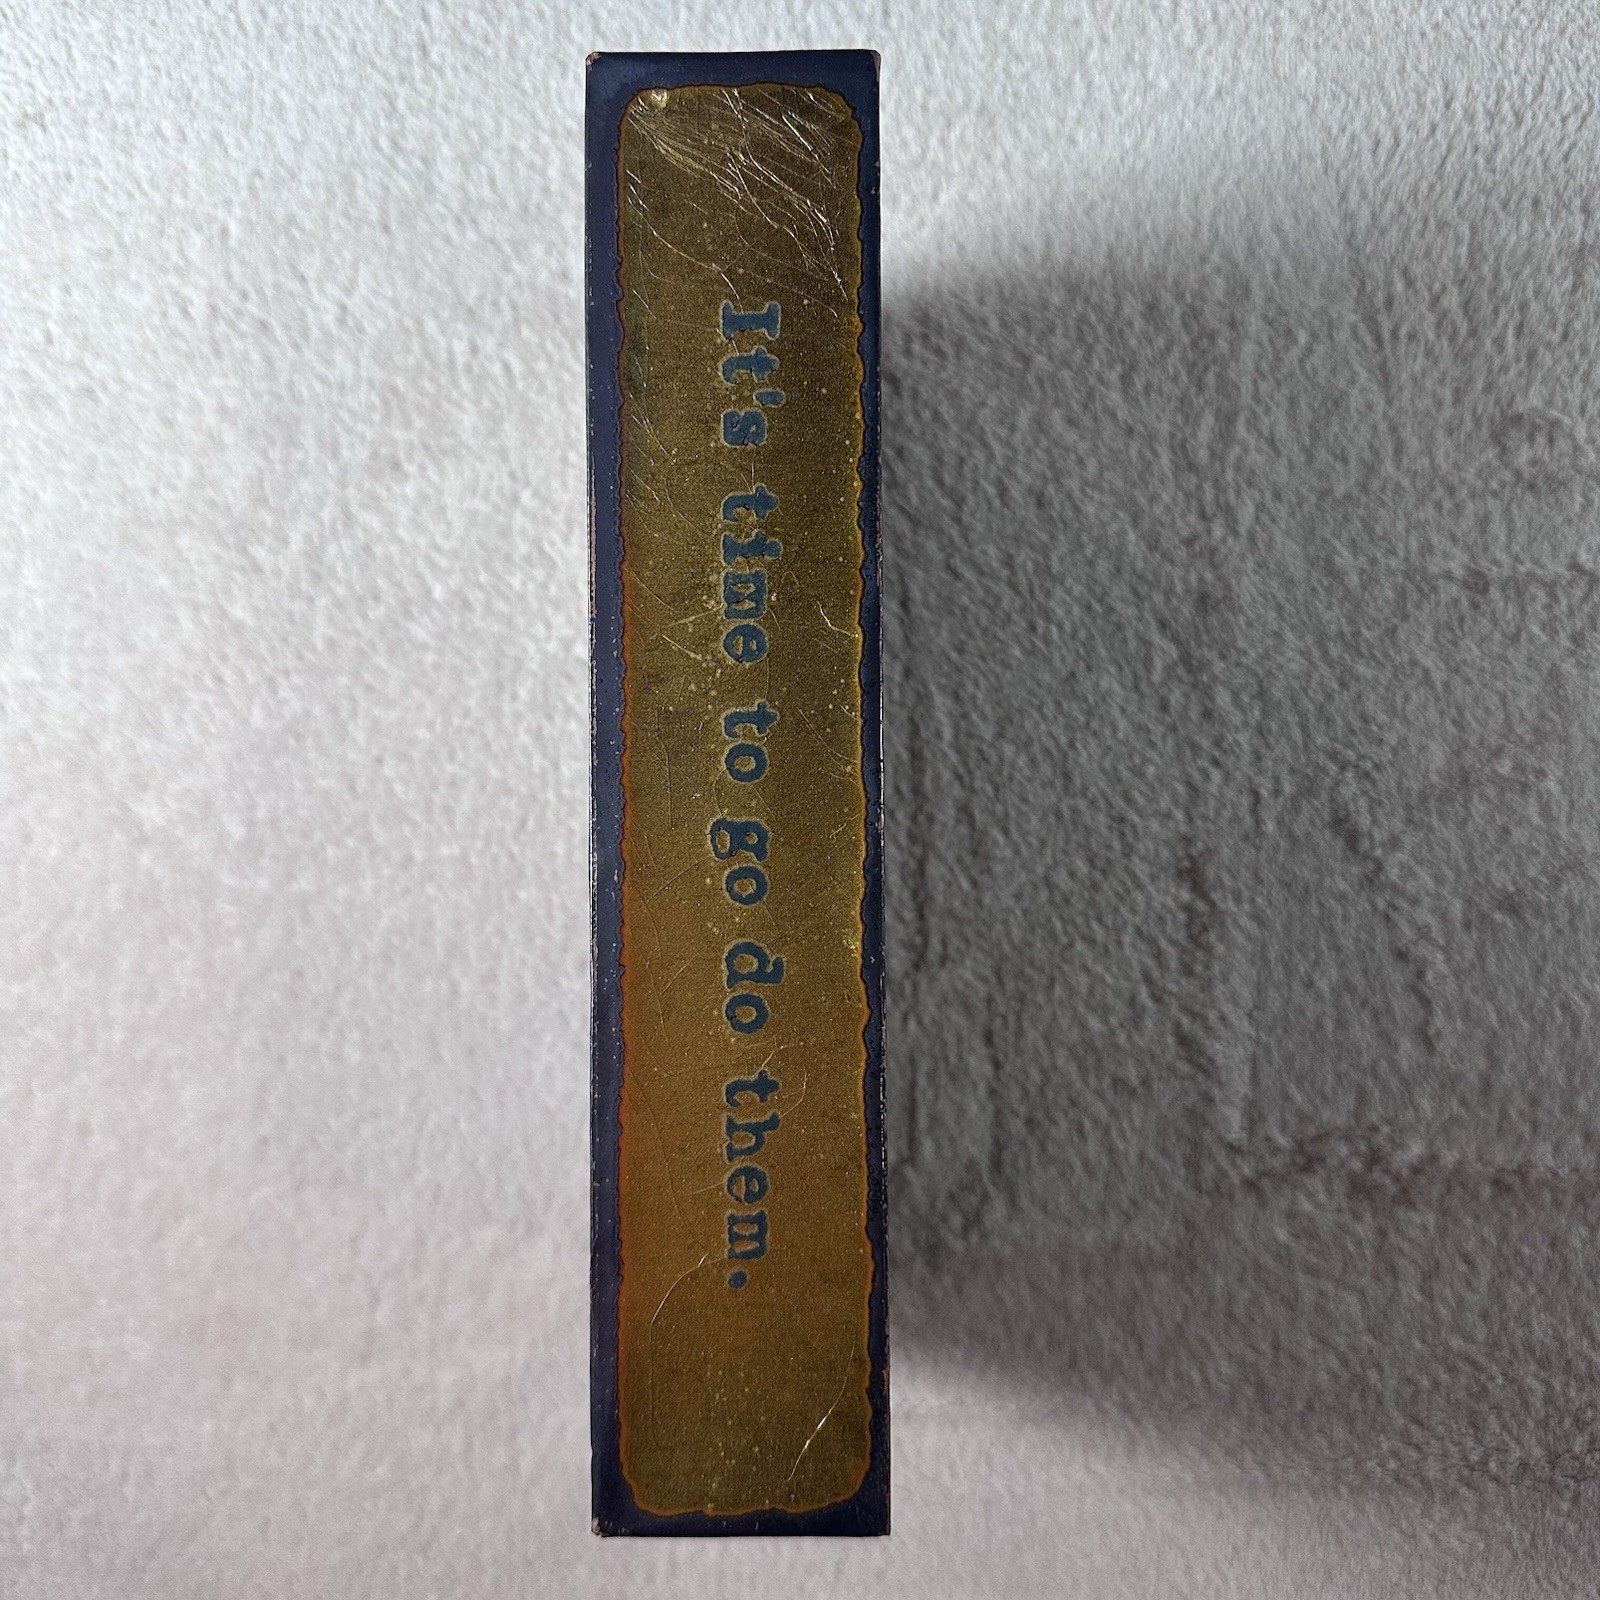 It's time to go do them.